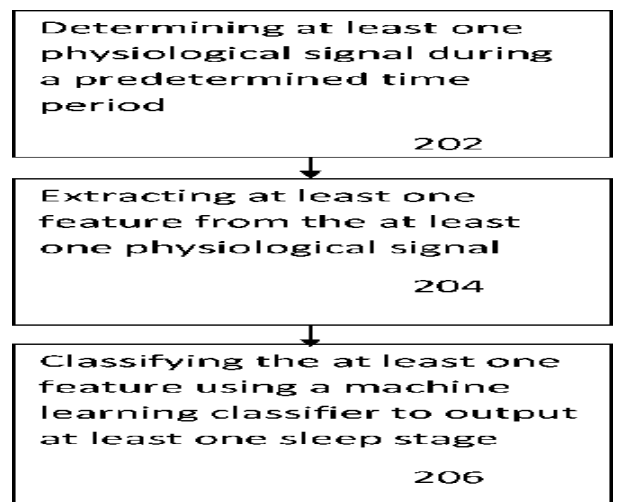 Determining at least one
physiological signal during
a predetermined time
period
202
Extracting at least one
feature from the at least
one physiological signal
204
Classifying the at least one
feature using a machine
learning classifier to output
at least one sleep stage
206